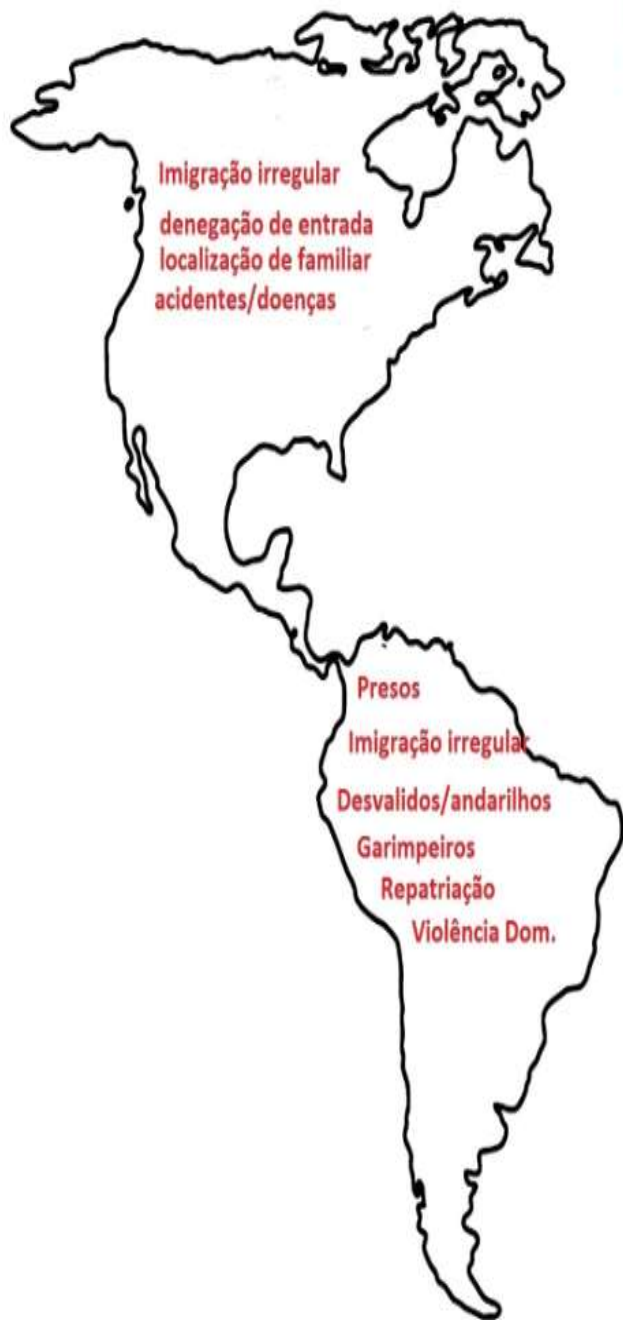 Imigração irregular
denegação de entrada
localização de familiar
acidentes/doenças
Presos
Imigração irregular
Desvalidos/andarilhos
Garimpeiros
Repatriação
Violência Dom.